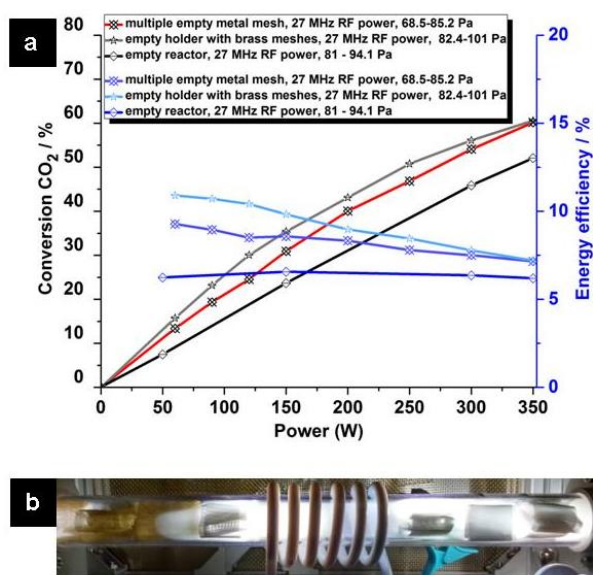 a
80
70
60
50
40
30
20
10
0
Conversion CO₂ / %
multiple empty metal mesh, 27 MHz RF power, 68.5-85.2 Pa
empty holder with brass meshes, 27 MHz RF power, 82.4-101 Pa
empty reactor, 27 MHz RF power, 81 - 94.1 Pa
multiple empty metal mesh, 27 MHz RF power, 68.5-85.2 Pa
empty holder with brass meshes, 27 MHz RF power, 82.4-101 Pa
empty reactor, 27 MHz RF power, 81 - 94.1 Pa
20
15
10
5
0
Energy efficiency / %
0 50 100 150 200 250 300 350
Power (W)
b